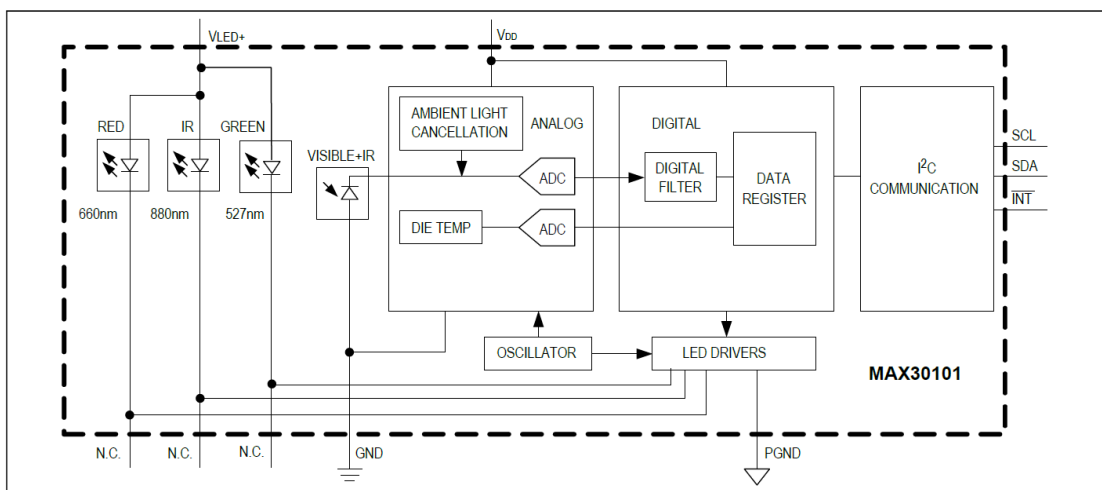 VLED+
VDD
RED
IR
GREEN
660nm
880nm
527nm
VISIBLE+IR
AMBIENT LIGHT
CANCELLATION
ANALOG
ADC
DIE TEMP
ADC
DIGITAL
DIGITAL
FILTER
DATA
REGISTER
I²C
COMMUNICATION
SCL
SDA
INT
OSCILLATOR
LED DRIVERS
MAX30101
N.C.
N.C.
N.C.
GND
PGND